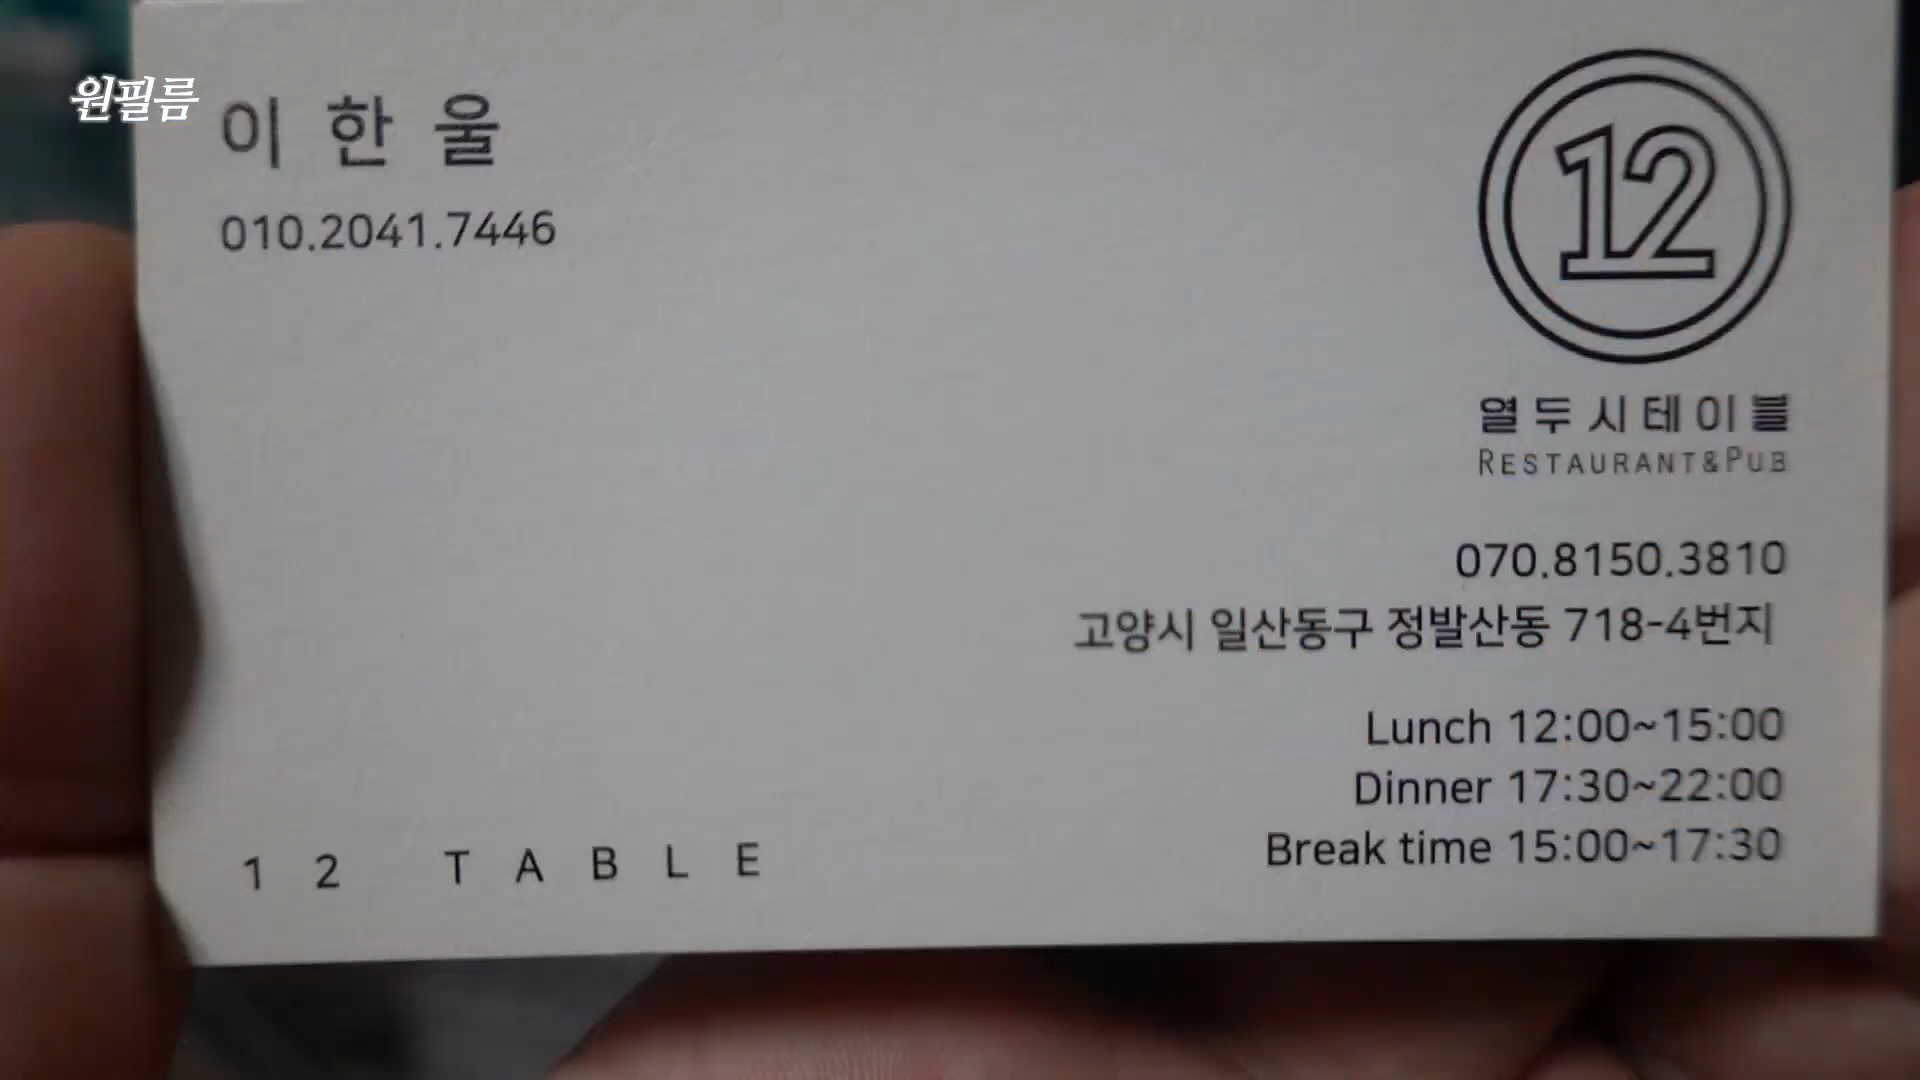 원필름
이한울
010.2041.7446
12
열두시테이블
RESTAURANT&PUB
070.8150.3810
고양시 일산동구 정발산동 718-4번지
Lunch 12:00~15:00
Dinner 17:30~22:00
Break time 15:00~17:30
12 TABLE